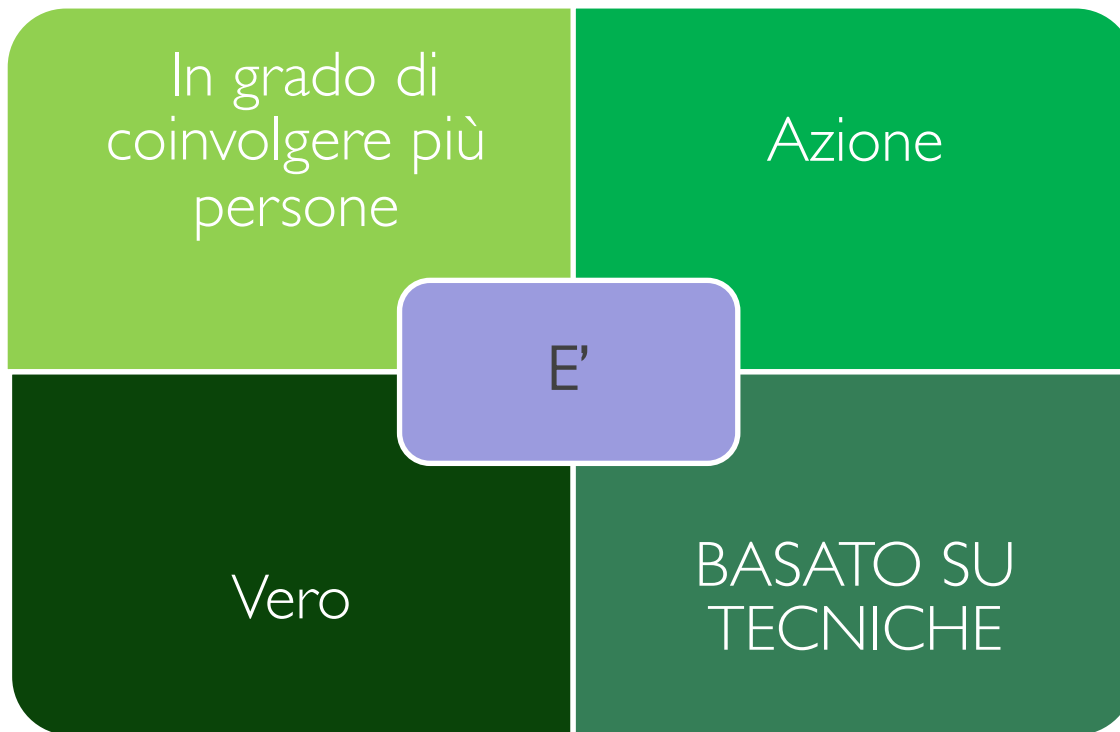 In grado di
coinvolgere più
persone
Azione
E’
Vero
BASATO SU
TECNICHE